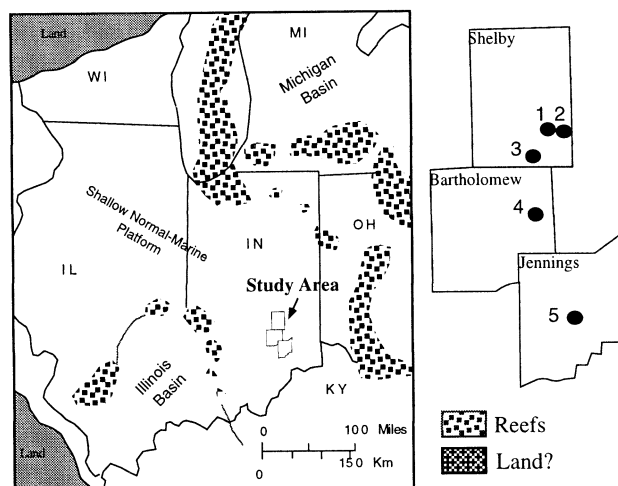 Land
WI
MI
Michigan
Basin
Shallow Normal-Marine
Platform
IL
IN
OH
Study Area
Illinois
Basin
KY
0 100 Miles
0 150 Km
Land
Shelby
1 2
3
Bartholomew
4
Jennings
5
Reefs
Land?